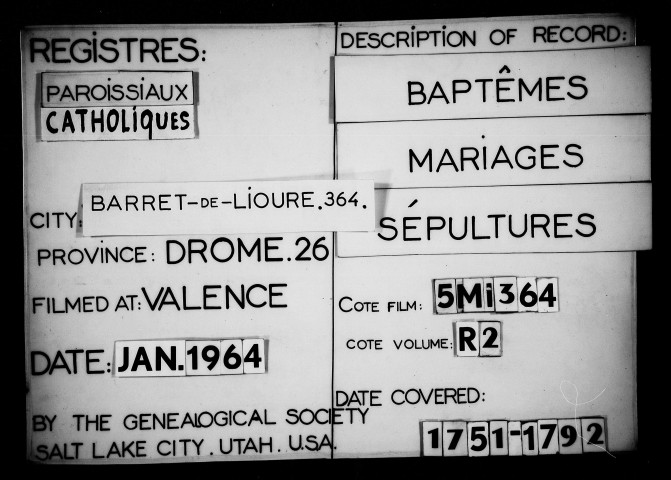 REGISTRES:
PAROISSIAUX
CATHOLIQUES
CITY: BARRET-DE-LIOURE.364.
PROVINCE: DROME.26
FILMED AT: VALENCE
DATE: JAN.1964
BY THE GENEALOGICAL SOCIETY
SALT LAKE CITY. UTAH. U.S.A.
DESCRIPTION OF RECORD:
BAPTÊMES
MARIAGES
SÉPULTURES
COTE FILM: 5Mi364
COTE VOLUME: R2
DATE COVERED:
1751-1792